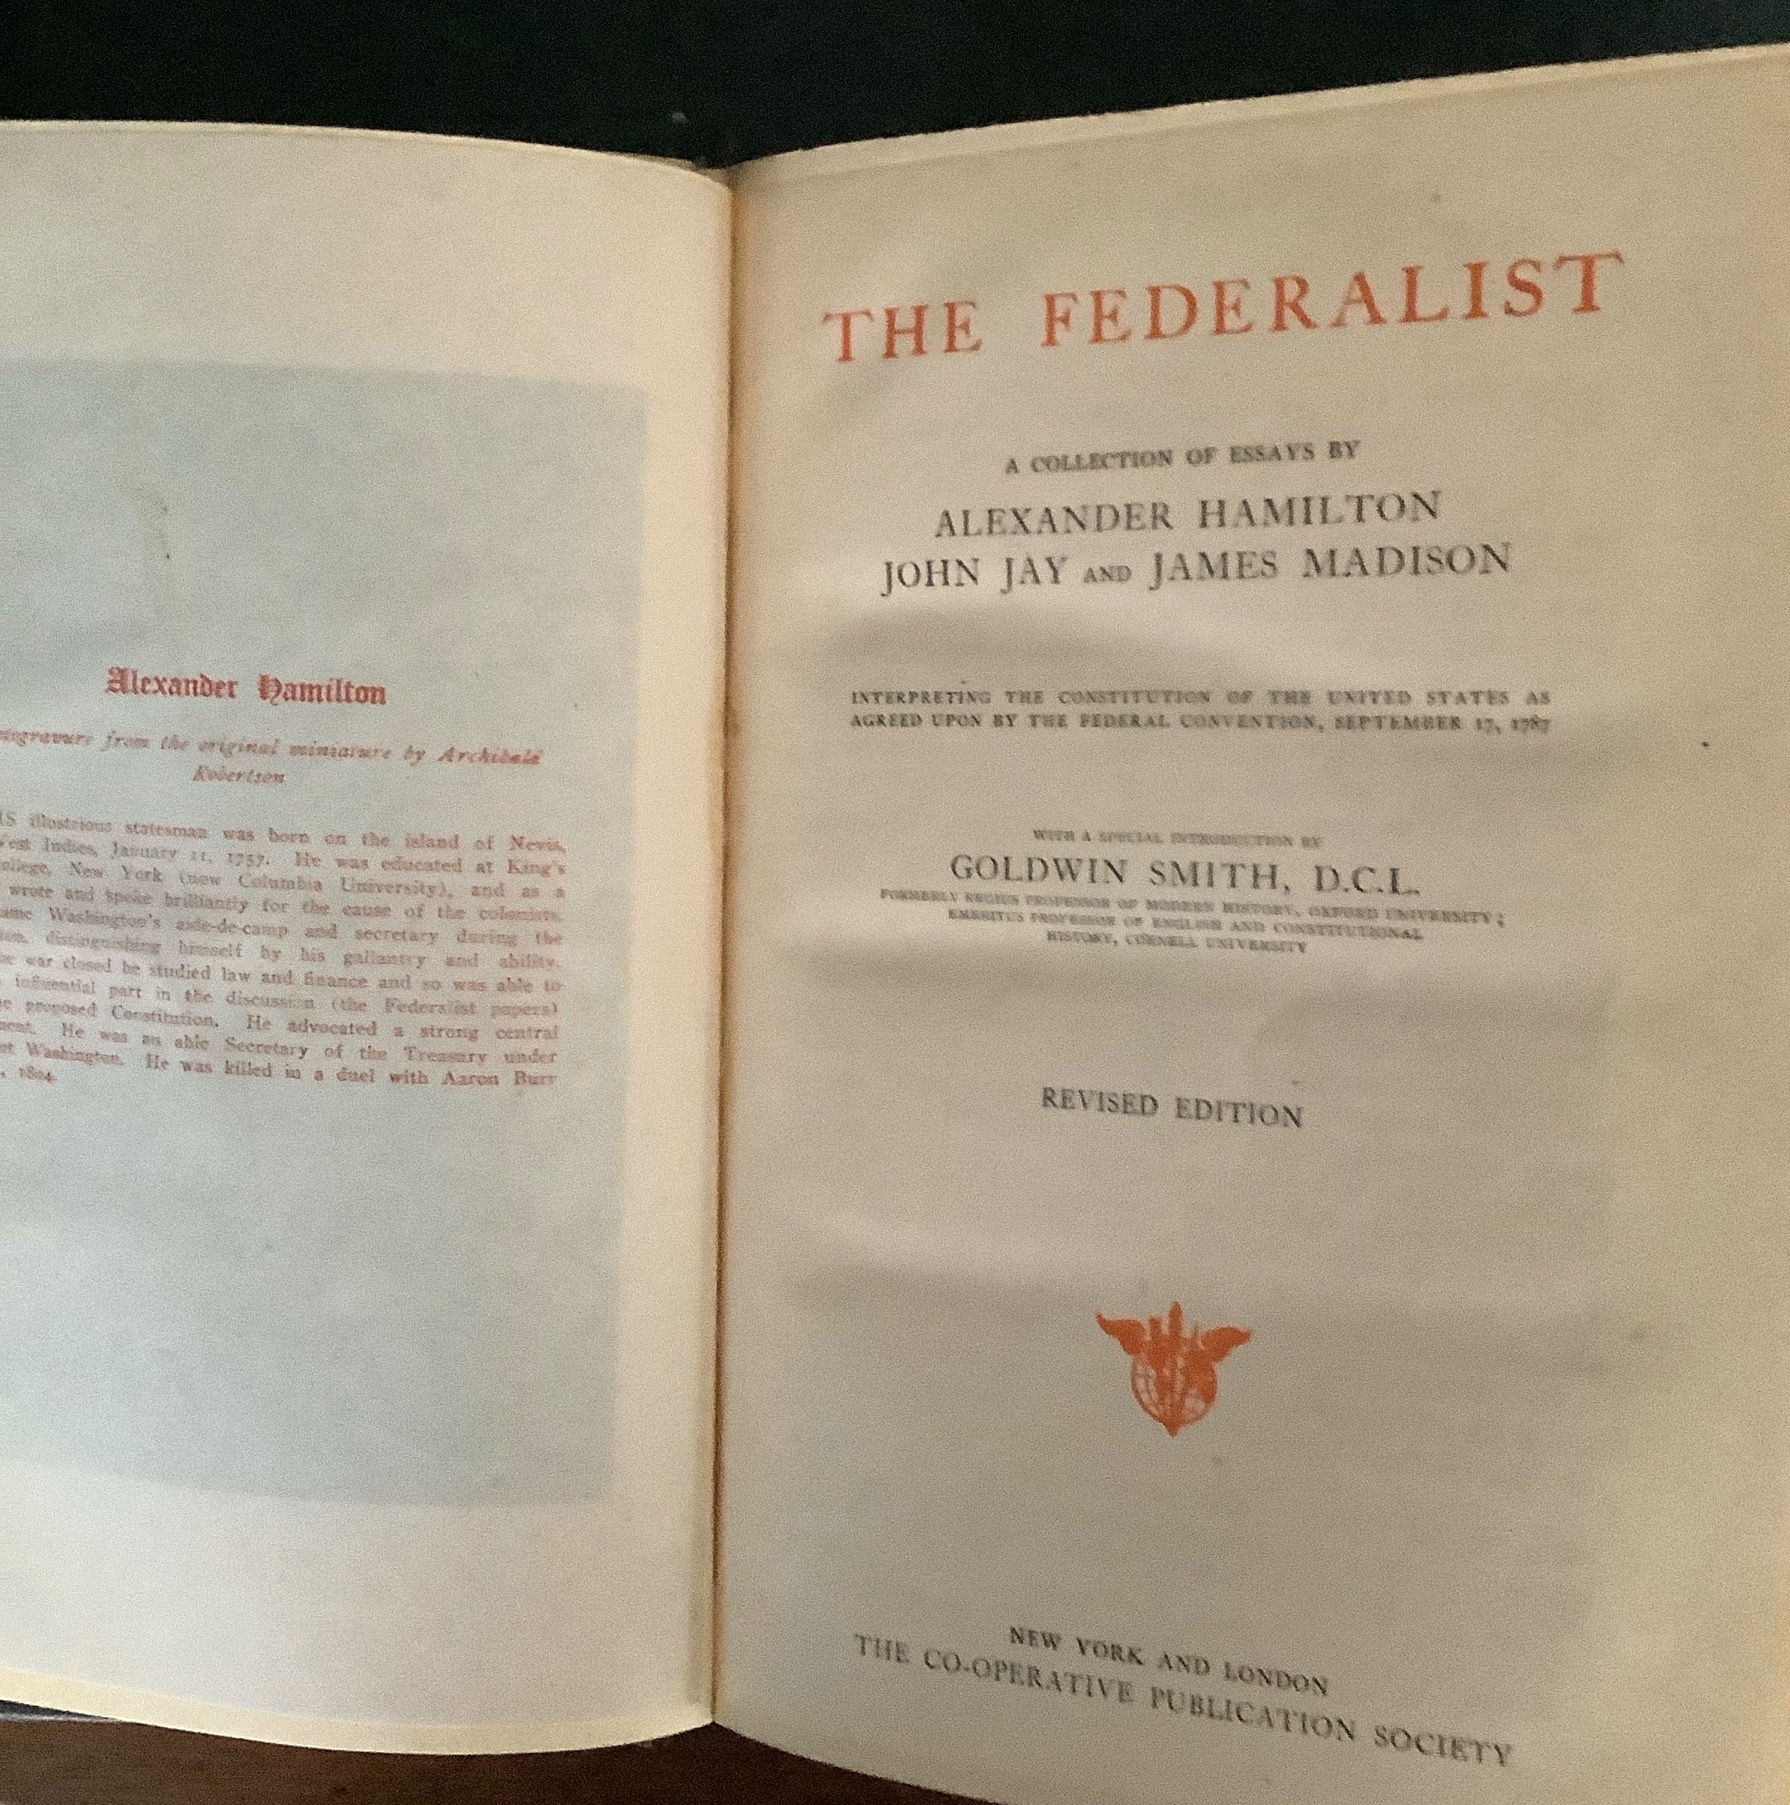 Alexander Hamilton
from the original miniature by Archibald
Robertson
illustrious statesman was born on the island of Nevis,
Indies, January 11, 1757. He was educated at King's
New York (now Columbia University), and as a
wrote and spoke brilliantly for the cause of the colonists.
Washington's aide-de-camp and secretary during the
distinguishing himself by his gallantry and ability.
war closed he studied law and finance and so was able to
influential part in the discussion (the Federalist papers)
proposed Constitution. He advocated a strong central
He was an able Secretary of the Treasury under
Washington. He was killed in a duel with Aaron Burr
, 1804.
THE FEDERALIST
A COLLECTION OF ESSAYS BY
ALEXANDER HAMILTON
JOHN JAY AND JAMES MADISON
INTERPRETING THE CONSTITUTION OF THE UNITED STATES AS
AGREED UPON BY THE FEDERAL CONVENTION, SEPTEMBER 17, 1787
WITH A SPECIAL INTRODUCTION BY
GOLDWIN SMITH, D.C.L.
FORMERLY REGIUS PROFESSOR OF MODERN HISTORY, OXFORD UNIVERSITY;
EMERITUS PROFESSOR OF ENGLISH AND CONSTITUTIONAL
HISTORY, CORNELL UNIVERSITY
REVISED EDITION
NEW YORK AND LONDON
THE CO-OPERATIVE PUBLICATION SOCIETY